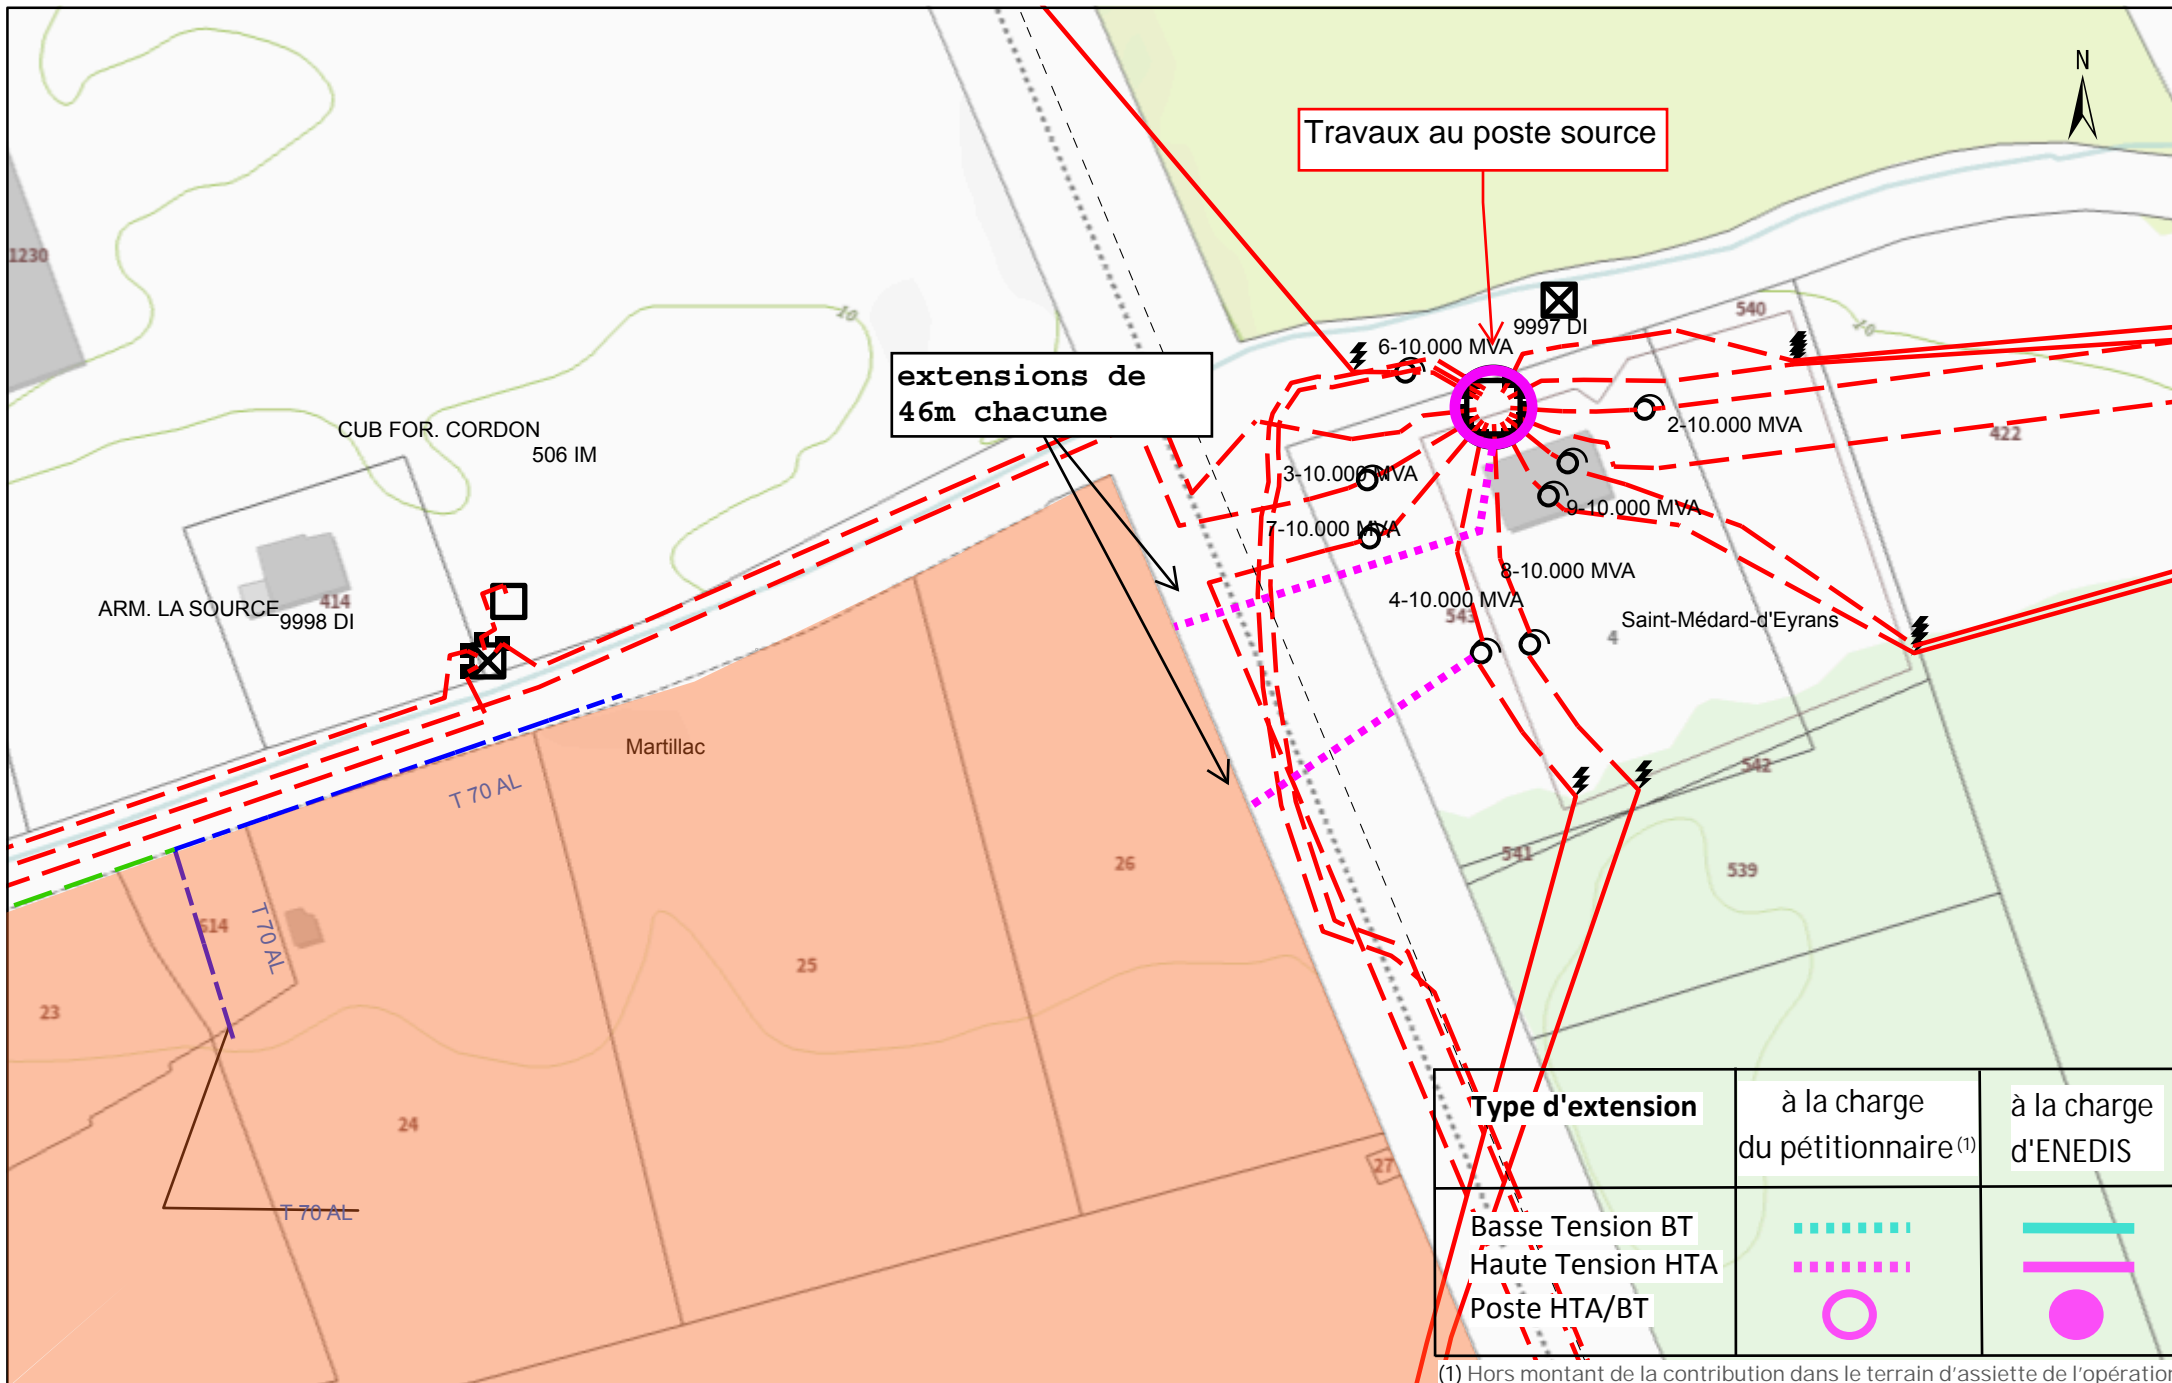 N
Travaux au poste source
1230
540
9997 DI
10
10
6-10.000 MVA
extensions de
46m chacune
2-10.000 MVA
422
CUB FOR. CORDON
506 IM
3-10.000 MVA
9-10.000 MVA
7-10.000 MVA
8-10.000 MVA
4-10.000 MVA
543
Saint-Médard-d'Eyrans
4
ARM. LA SOURCE
414
9998 DI
Martillac
T 70 AL
542
541
539
26
614
T 70 AL
25
23
24
27
T 70 AL
Type d'extension
à la charge
du pétitionnaire (1)
à la charge
d'ENEDIS
Basse Tension BT
Haute Tension HTA
Poste HTA/BT
(1) Hors montant de la contribution dans le terrain d'assiette de l'opération